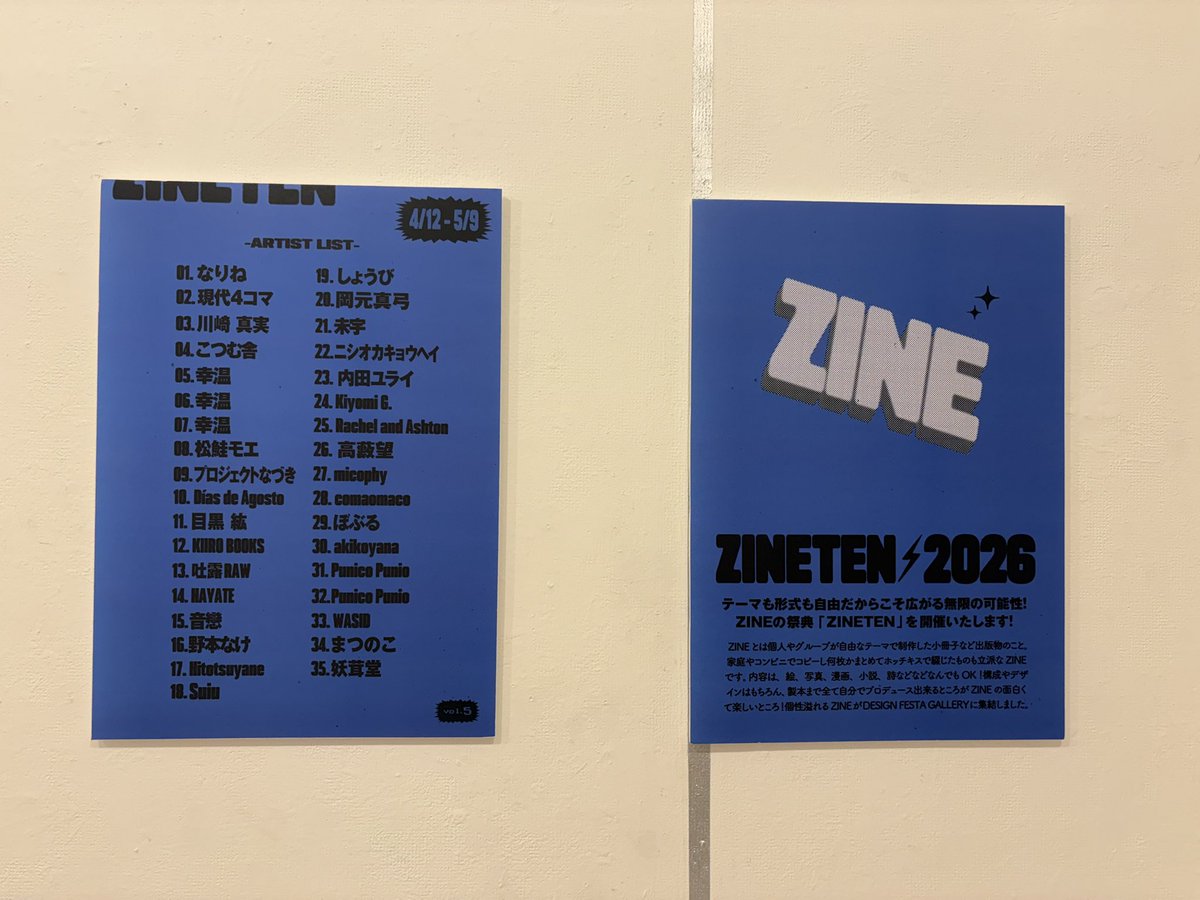 ZINETEN
4/12 - 5/9
-ARTIST LIST-
01. なりね
02. 現代4コマ
03. 川崎 真実
04. こつむ舎
05. 幸温
06. 幸温
07. 幸温
08. 松鮭モエ
09. プロジェクトなづき
10. Días de Agosto
11. 目黒 紘
12. KIIRO BOOKS
13. 吐露RAW
14. HAYATE
15. 音戀
16. 野本なけ
17. Hitotsuyane
18. Suiu
19. しょうび
20. 岡元真弓
21. 未宇
22. ニシオカキョウヘイ
23. 内田ユライ
24. Kiyomi G.
25. Rachel and Ashton
26. 高藪望
27. micophy
28. comaomaco
29. ぼぶる
30. akikoyana
31. Punico Punio
32. Punico Punio
33. WASID
34. まつのこ
35. 妖茸堂
vol.5
ZINE
ZINETEN 2026
テーマも形式も自由だからこそ広がる無限の可能性!
ZINEの祭典「ZINETEN」を開催いたします!
ZINEとは個人やグループが自由なテーマで制作した小冊子など出版物のこと。
家庭やコンビニでコピーし何枚かまとめてホッチキスで綴じたものも立派なZINE
です。内容は、絵、写真、漫画、小説、詩などなどなんでもOK!構成やデザ
インはもちろん、製本まで全て自分でプロデュース出来るところがZINEの面白く
て楽しいところ!個性溢れるZINEがDESIGN FESTA GALLERYに集結しました。